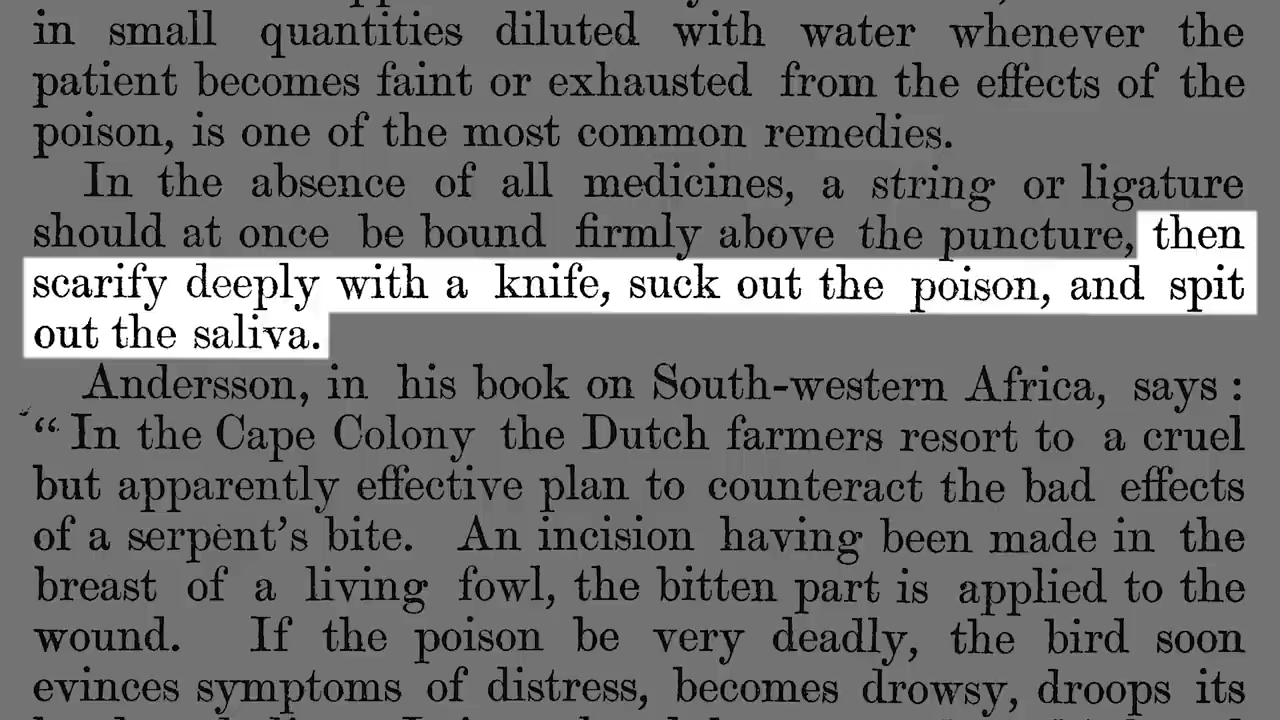 in small quantities diluted with water whenever the
patient becomes faint or exhausted from the effects of the
poison, is one of the most common remedies.
In the absence of all medicines, a string or ligature
should at once be bound firmly above the puncture, then
scarify deeply with a knife, suck out the poison, and spit
out the saliva.
Andersson, in his book on South-western Africa, says :
“ In the Cape Colony the Dutch farmers resort to a cruel
but apparently effective plan to counteract the bad effects
of a serpent’s bite. An incision having been made in the
breast of a living fowl, the bitten part is applied to the
wound. If the poison be very deadly, the bird soon
evinces symptoms of distress, becomes drowsy, droops its